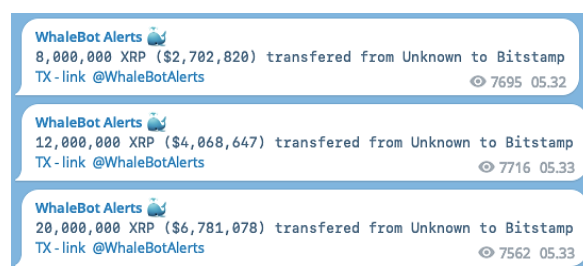 WhaleBot Alerts 🐳
8,000,000 XRP ($2,702,820) transfered from Unknown to Bitstamp
TX - link @WhaleBotAlerts
7695 05.32
WhaleBot Alerts 🐳
12,000,000 XRP ($4,068,647) transfered from Unknown to Bitstamp
TX - link @WhaleBotAlerts
7716 05.33
WhaleBot Alerts 🐳
20,000,000 XRP ($6,781,078) transfered from Unknown to Bitstamp
TX - link @WhaleBotAlerts
7562 05.33